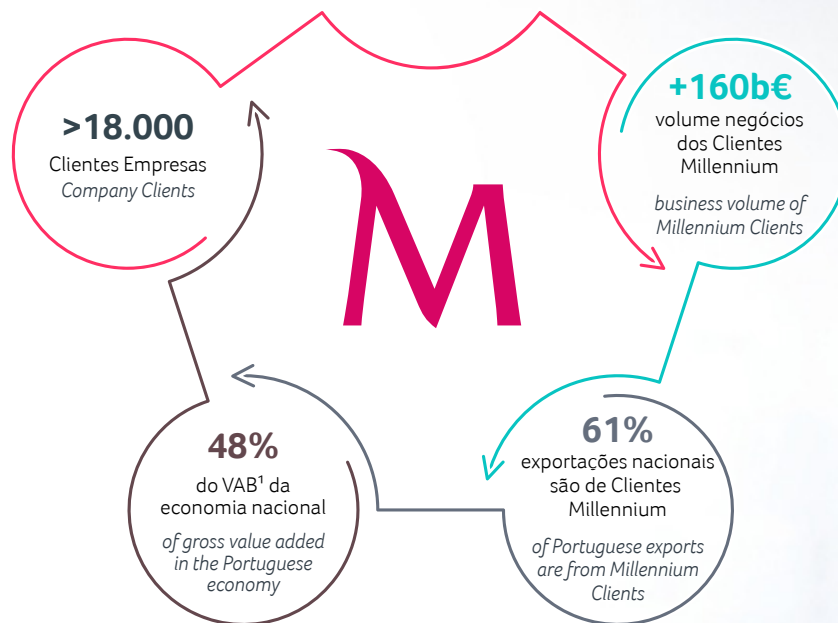 >18.000
Clientes Empresas
Company Clients
+160b€
volume negócios
dos Clientes
Millennium
business volume of
Millennium Clients
M
48%
do VAB¹ da
economia nacional
of gross value added
in the Portuguese
economy
61%
exportações nacionais
são de Clientes
Millennium
of Portuguese exports
are from Millennium
Clients